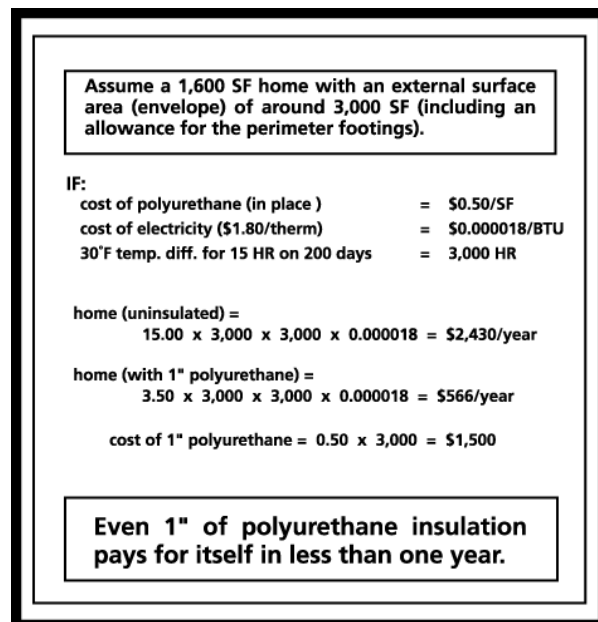 Assume a 1,600 SF home with an external surface
area (envelope) of around 3,000 SF (including an
allowance for the perimeter footings).
IF:
cost of polyurethane (in place ) = $0.50/SF
cost of electricity ($1.80/therm) = $0.000018/BTU
30˚F temp. diff. for 15 HR on 200 days = 3,000 HR
home (uninsulated) =
15.00 x 3,000 x 3,000 x 0.000018 = $2,430/year
home (with 1" polyurethane) =
3.50 x 3,000 x 3,000 x 0.000018 = $566/year
cost of 1" polyurethane = 0.50 x 3,000 = $1,500
Even 1" of polyurethane insulation
pays for itself in less than one year.